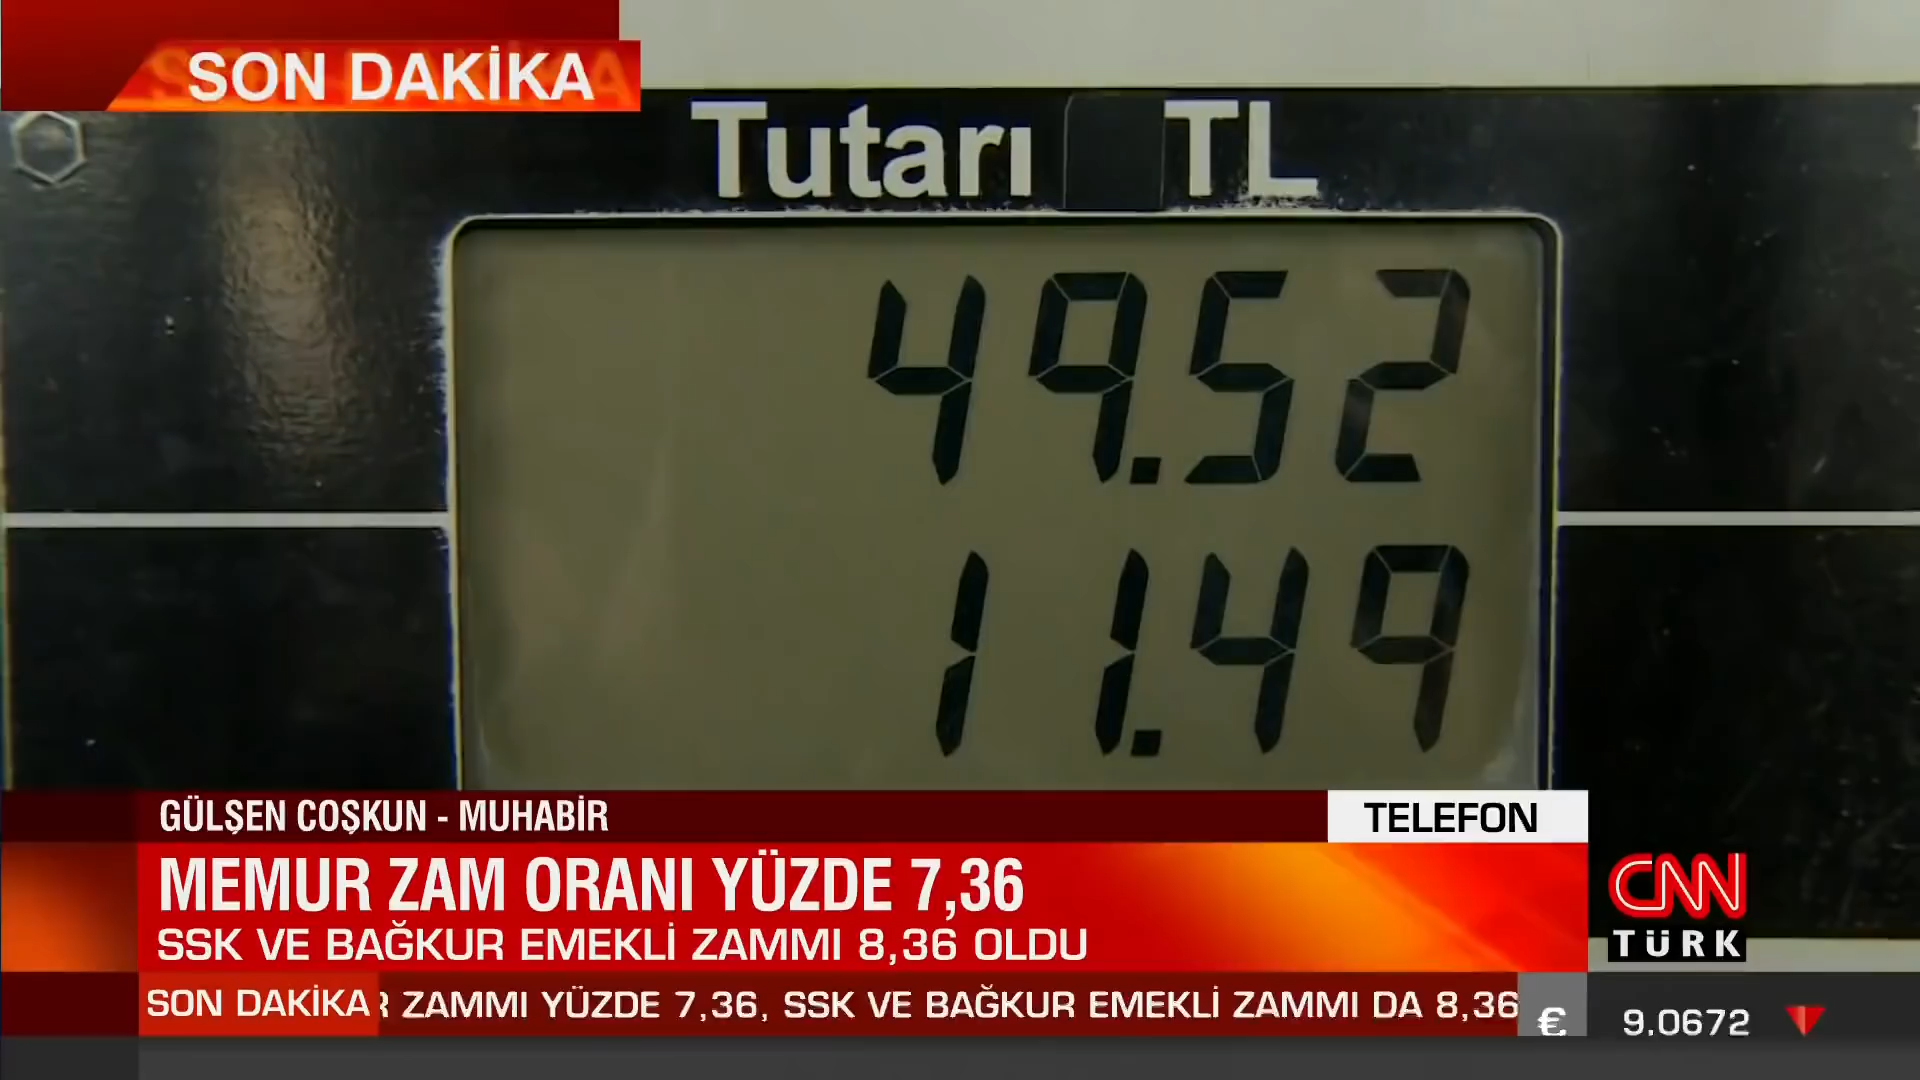 SON DAKİKA
Tutarı TL
49.52
11.49
GÜLŞEN COŞKUN - MUHABİR
TELEFON
MEMUR ZAM ORANI YÜZDE 7,36
SSK VE BAĞKUR EMEKLİ ZAMMI 8,36 OLDU
CNN
TÜRK
SON DAKİKA ZAMMI YÜZDE 7,36, SSK VE BAĞKUR EMEKLİ ZAMMI DA 8,36
€ 9.0672